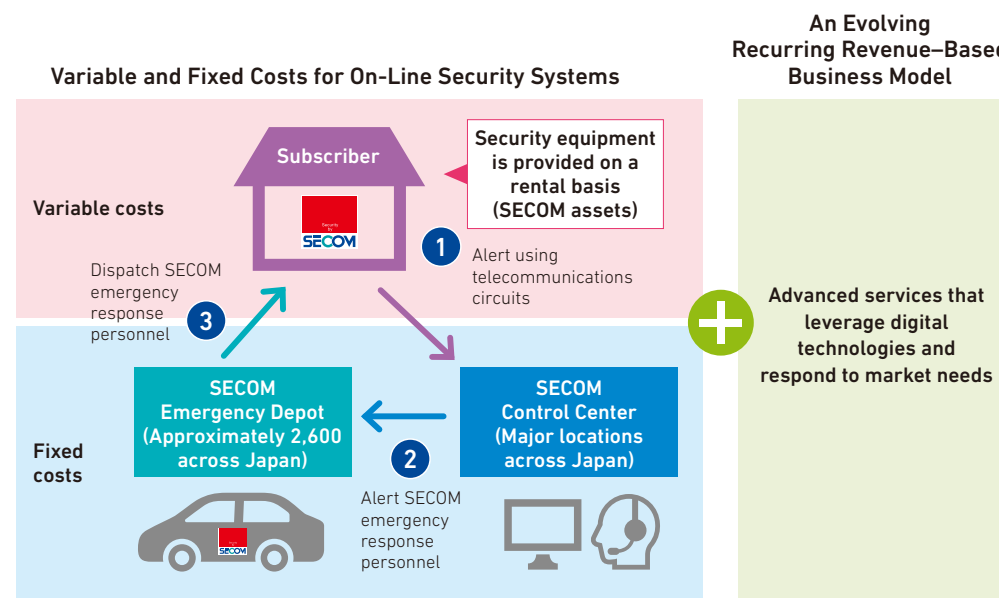 An Evolving
Recurring Revenue–Based
Business Model
Variable and Fixed Costs for On-Line Security Systems
Subscriber
Security equipment
is provided on a
rental basis
(SECOM assets)
Variable costs
Security
by
SECOM
1
Alert using
telecommunications
circuits
Dispatch SECOM
emergency
response
personnel
3
Advanced services that
leverage digital
technologies and
respond to market needs
SECOM
Emergency Depot
(Approximately 2,600
across Japan)
SECOM
Control Center
(Major locations
across Japan)
Fixed
costs
2
Alert SECOM
emergency
response
personnel
SECOM